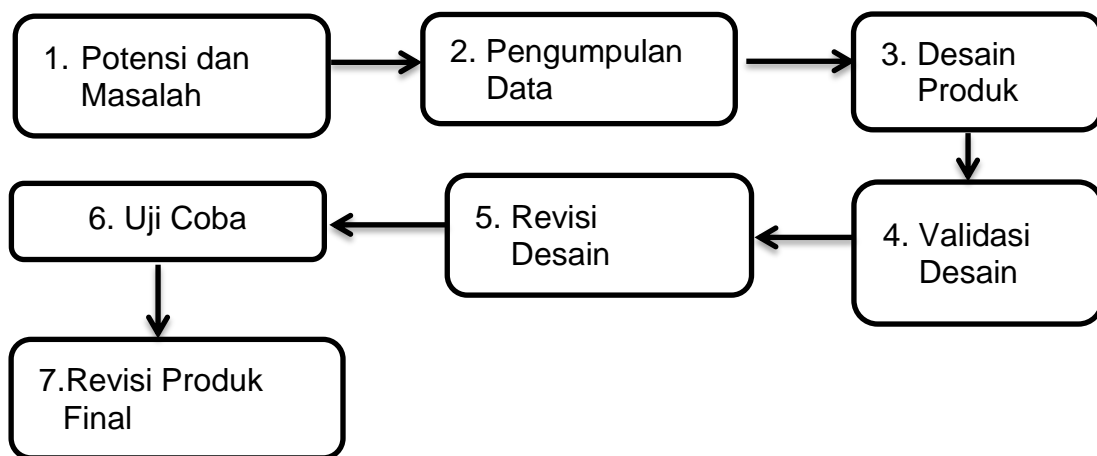 1. Potensi dan
Masalah
2. Pengumpulan
Data
3. Desain
Produk
4. Validasi
Desain
5. Revisi
Desain
6. Uji Coba
7.Revisi Produk
Final